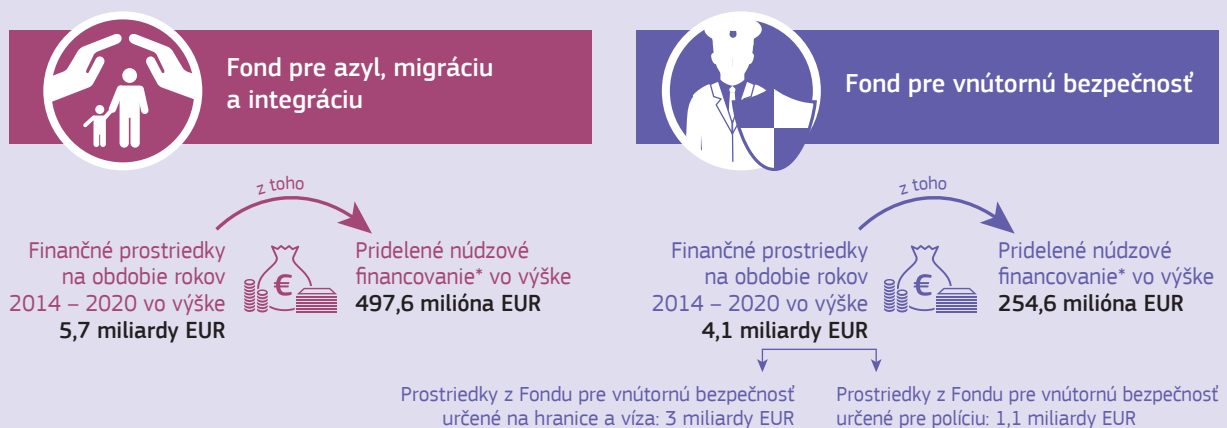 Fond pre azyl, migráciu
a integráciu
z toho
Finančné prostriedky
na obdobie rokov
2014 – 2020 vo výške
5,7 miliardy EUR
€
Pridelené núdzové
financovanie* vo výške
497,6 milióna EUR
Fond pre vnútornú bezpečnosť
z toho
Finančné prostriedky
na obdobie rokov
2014 – 2020 vo výške
4,1 miliardy EUR
€
Pridelené núdzové
financovanie* vo výške
254,6 milióna EUR
Prostriedky z Fondu pre vnútornú bezpečnosť
určené na hranice a víza: 3 miliardy EUR
Prostriedky z Fondu pre vnútornú bezpečnosť
určené pre políciu: 1,1 miliardy EUR